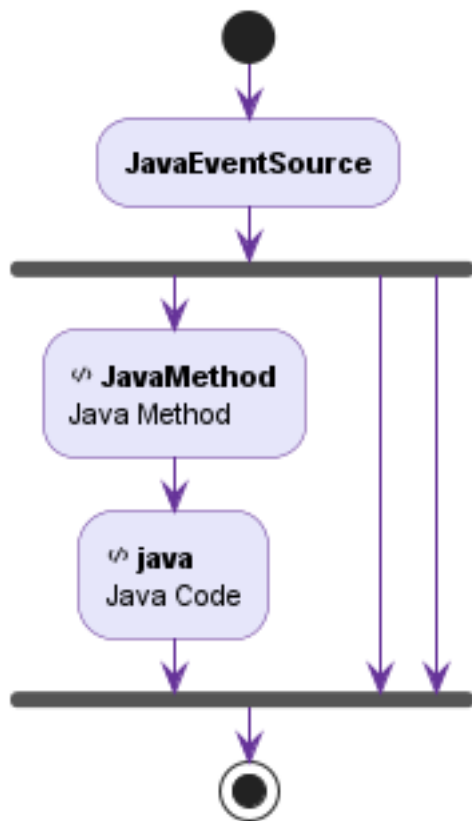 JavaEventSource
</> JavaMethod
Java Method
</> java
Java Code